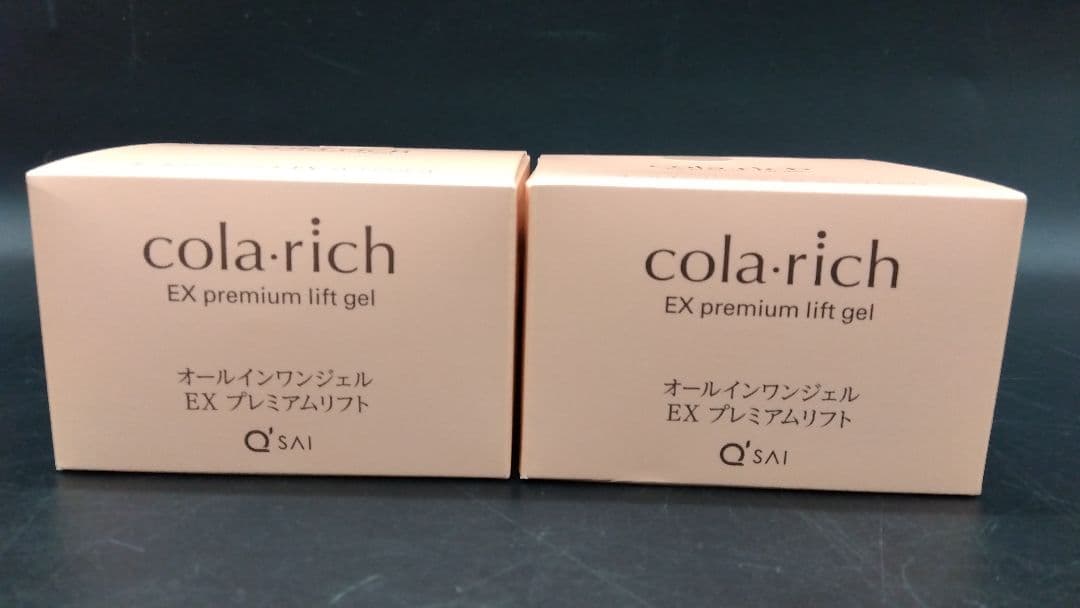 cola·rich
EX premium lift gel
オールインワンジェル
EX プレミアムリフト
Q'SAI
cola·rich
EX premium lift gel
オールインワンジェル
EX プレミアムリフト
Q'SAI